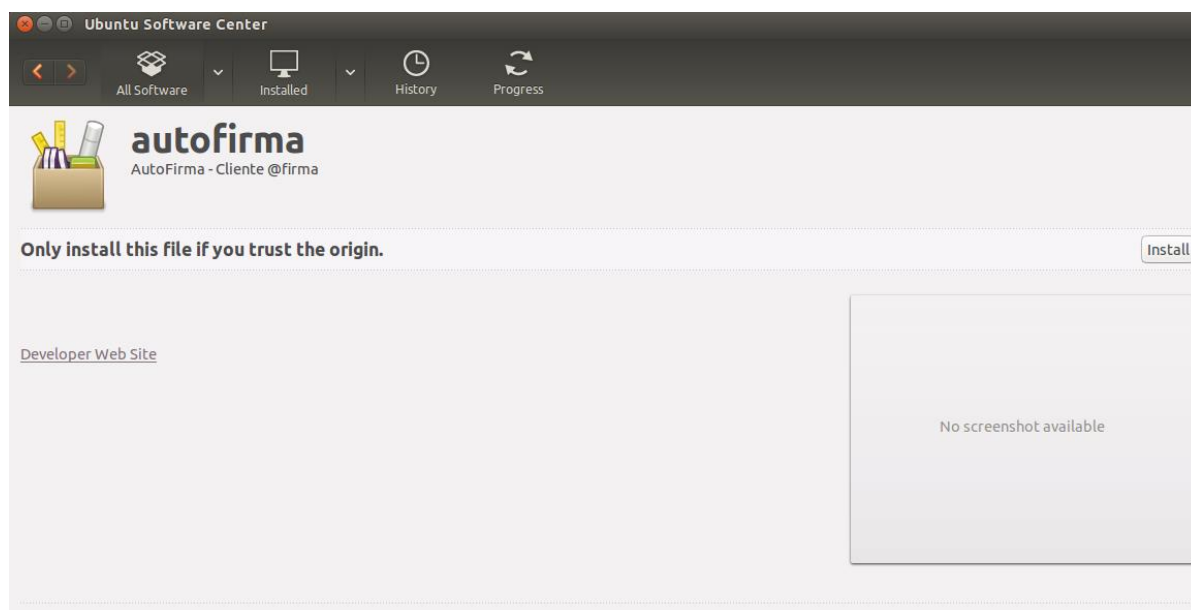 Ubuntu Software Center
All Software
Installed
History
Progress
autofirma
AutoFirma - Cliente @firma
Only install this file if you trust the origin.
Install
Developer Web Site
No screenshot available